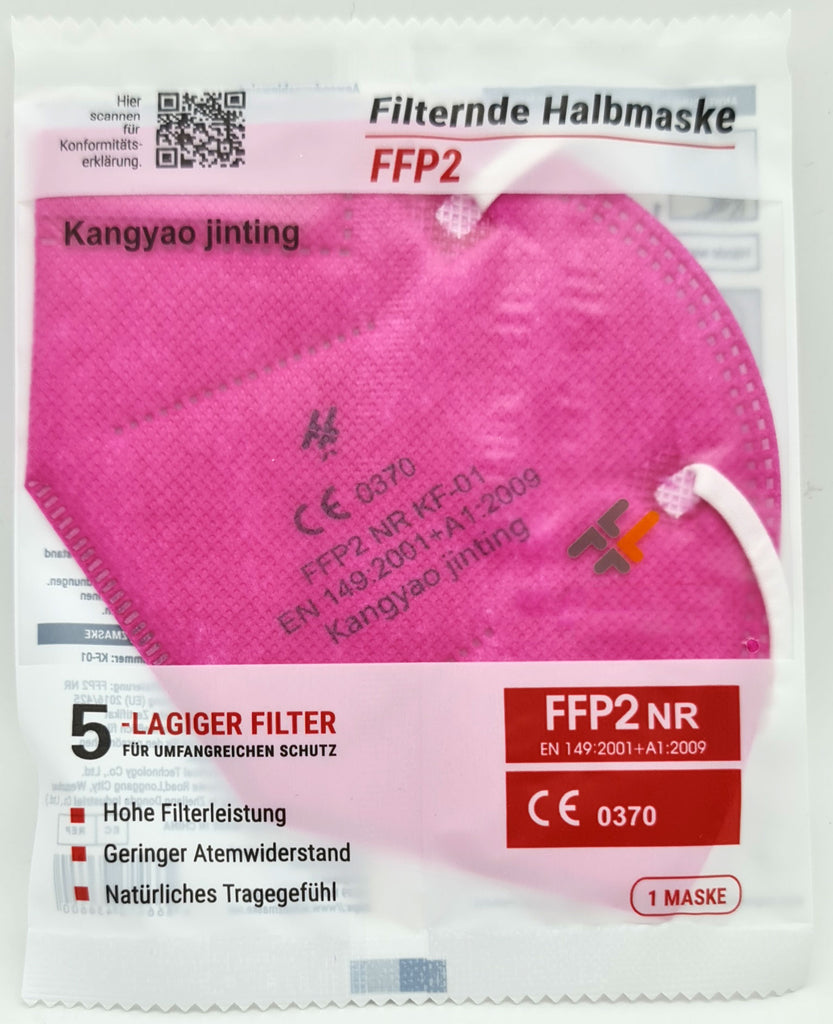 Hier
scannen
für
Konformitäts-
erklärung.
Filternde Halbmaske
FFP2
Kangyao jinting
CE 0370
FFP2 NR KF-01
EN 149:2001+A1:2009
Kangyao jinting
5-LAGIGER FILTER
FÜR UMFANGREICHEN SCHUTZ
Hohe Filterleistung
Geringer Atemwiderstand
Natürliches Tragegefühl
FFP2 NR
EN 149:2001+A1:2009
CE 0370
1 MASKE